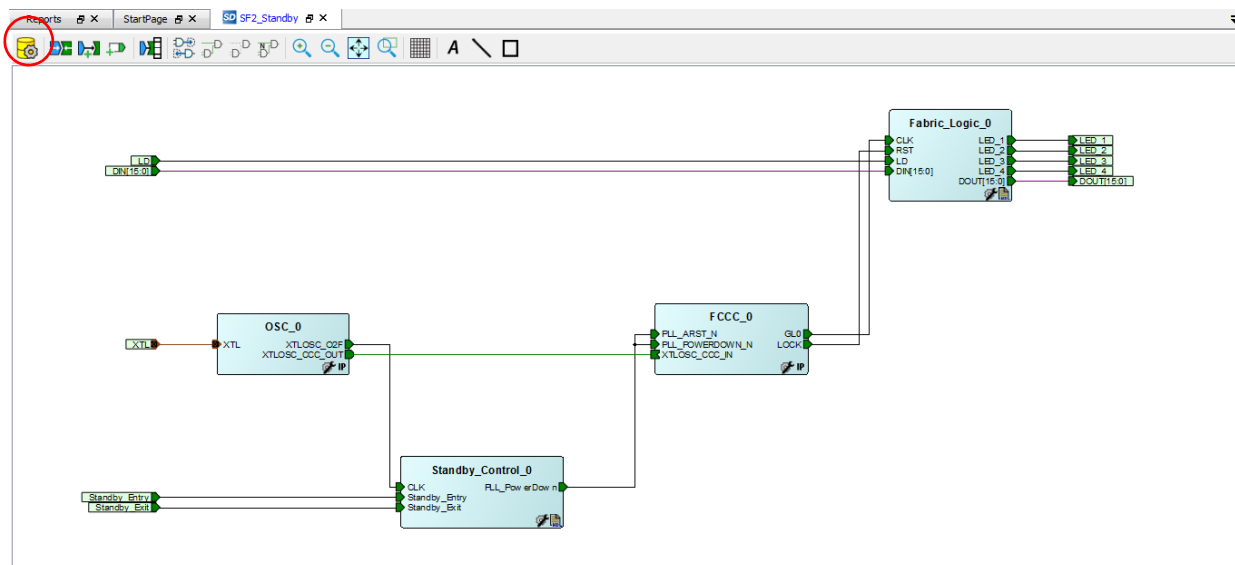 Reports StartPage SF2_Standby
SD
A
Fabric_Logic_0
CLK LED_1 LED_1
RST LED_2 LED_2
LD LD LED_3 LED_3
DIN[15:0] DIN[15:0] LED_4 LED_4
DOUT[15:0] DOUT[15:0]
OSC_0
XTL XTL XTLOSC_O2F
XTLOSC_CCC_OUT
IP
FCCC_0
PLL_ARST_N GL0
PLL_POWERDOWN_N LOCK
XTLOSC_CCC_IN
IP
Standby_Control_0
CLK PLL_PowerDown
Standby_Entry Standby_Entry
Standby_Exit Standby_Exit